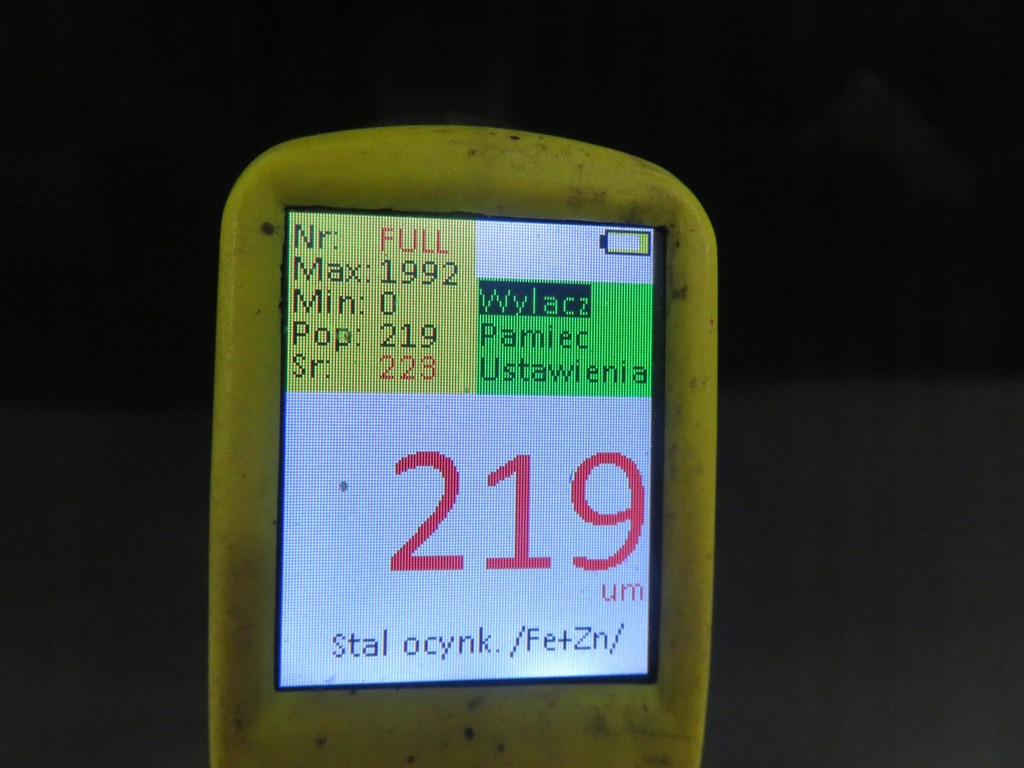 Nr: FULL
Max: 1992
Min: 0
Pop: 219
Sr: 223
Wylacz
Pamiec
Ustawienia
219
um
Stal ocynk. /Fe+Zn/